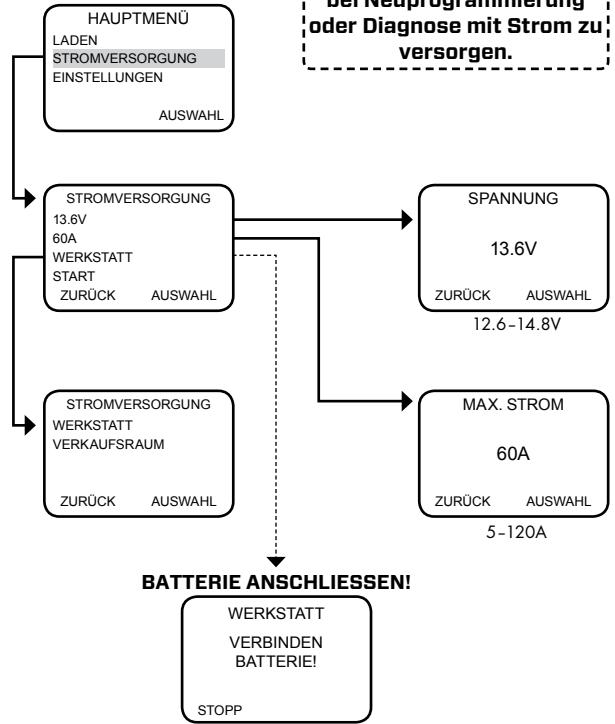 bei Neuprogrammierung
oder Diagnose mit Strom zu
versorgen.
HAUPTMENÜ
LADEN
STROMVERSORGUNG
EINSTELLUNGEN
AUSWAHL
STROMVERSORGUNG
13.6V
60A
WERKSTATT
START
ZURÜCK AUSWAHL
SPANNUNG
13.6V
ZURÜCK AUSWAHL
12.6–14.8V
STROMVERSORGUNG
WERKSTATT
VERKAUFSRAUM
ZURÜCK AUSWAHL
MAX. STROM
60A
ZURÜCK AUSWAHL
5–120A
BATTERIE ANSCHLIESSEN!
WERKSTATT
VERBINDEN
BATTERIE!
STOPP